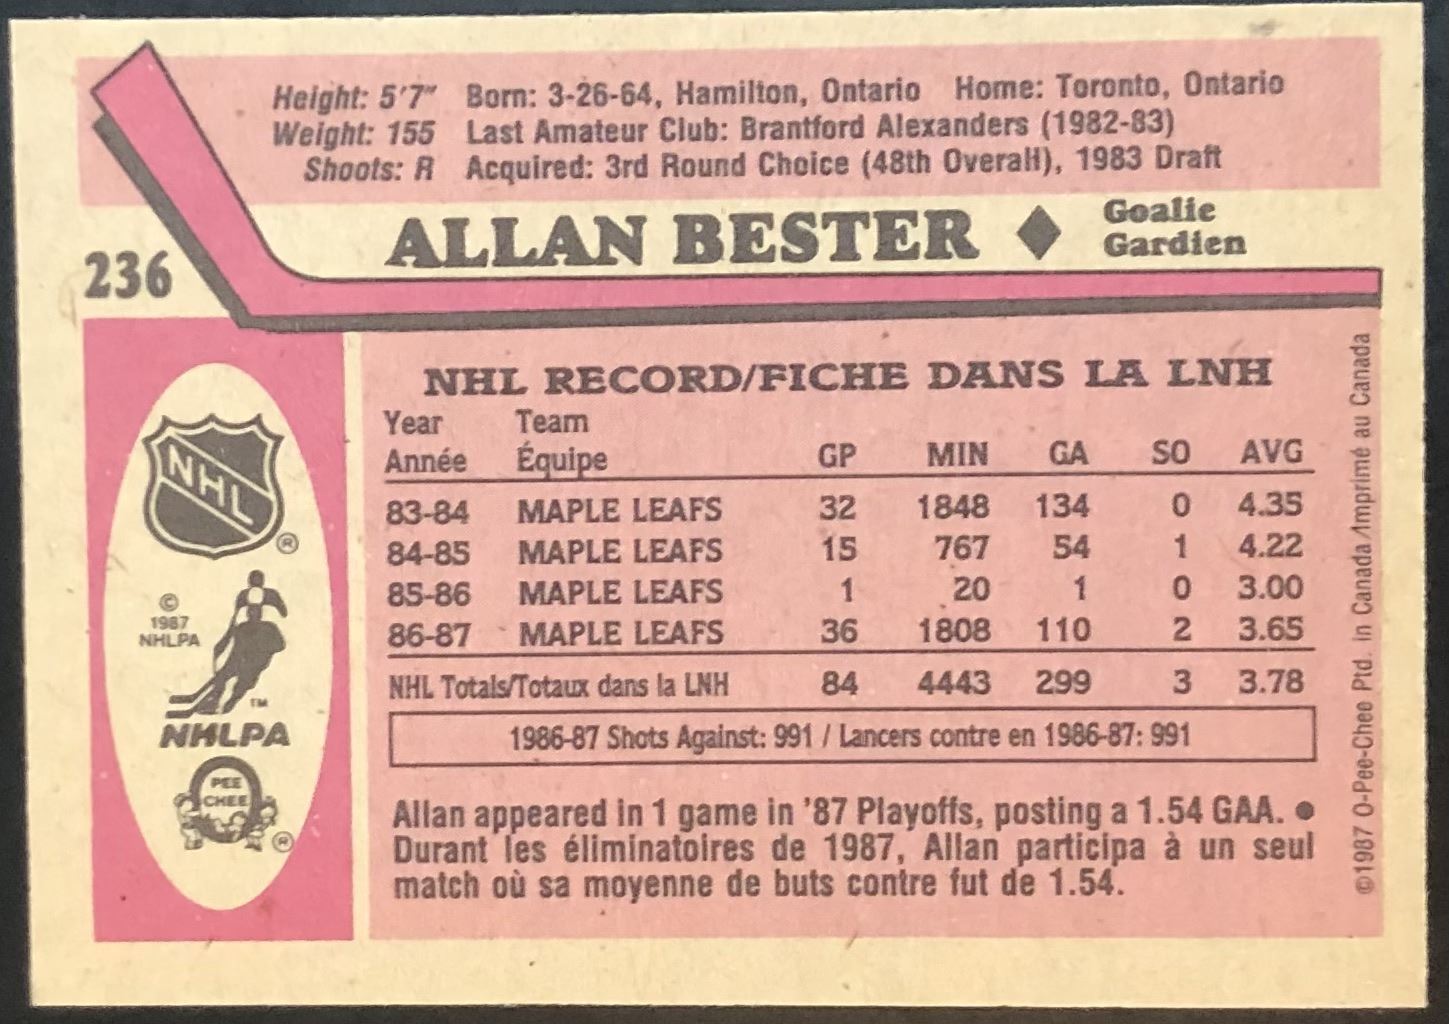 Height: 5'7" Born: 3-26-64, Hamilton, Ontario Home: Toronto, Ontario
Weight: 155 Last Amateur Club: Brantford Alexanders (1982-83)
Shoots: R Acquired: 3rd Round Choice (48th Overall), 1983 Draft
236 ALLAN BESTER ♦ Goalie
Gardien
NHL RECORD/FICHE DANS LA LNH
Year Team
Année Équipe GP MIN GA SO AVG
83-84 MAPLE LEAFS 32 1848 134 0 4.35
84-85 MAPLE LEAFS 15 767 54 1 4.22
85-86 MAPLE LEAFS 1 20 1 0 3.00
86-87 MAPLE LEAFS 36 1808 110 2 3.65
NHL Totals/Totaux dans la LNH 84 4443 299 3 3.78
1986-87 Shots Against: 991 / Lancers contre en 1986-87: 991
Allan appeared in 1 game in '87 Playoffs, posting a 1.54 GAA. ●
Durant les éliminatoires de 1987, Allan participa à un seul
match où sa moyenne de buts contre fut de 1.54.
NHL
®
©
1987
NHLPA
TM
NHLPA
PEE
CHEE
®
©1987 O-Pee-Chee Ptd. in Canada/Imprimé au Canada